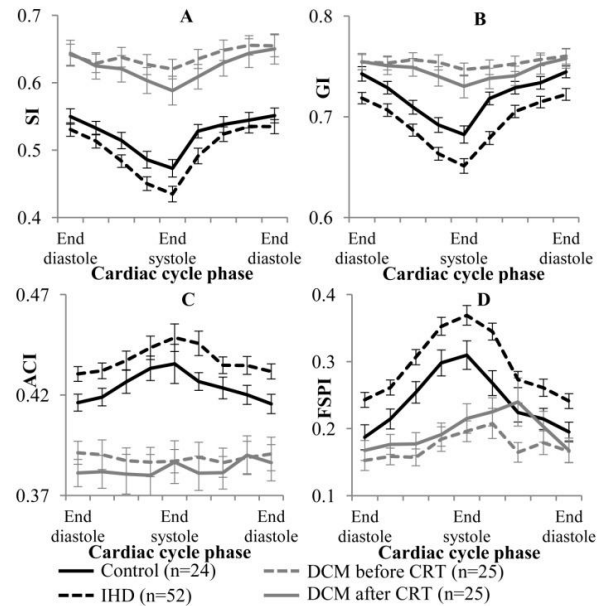 A
B
0.7
0.6
0.5
0.4
SI
0.8
0.7
0.6
GI
End diastole
End systole
End diastole
Cardiac cycle phase
End diastole
End systole
End diastole
Cardiac cycle phase
C
D
0.47
0.42
0.37
ACI
0.4
0.3
0.2
0.1
FSPI
End diastole
End systole
End diastole
Cardiac cycle phase
End diastole
End systole
End diastole
Cardiac cycle phase
Control (n=24)
DCM before CRT (n=25)
IHD (n=52)
DCM after CRT (n=25)